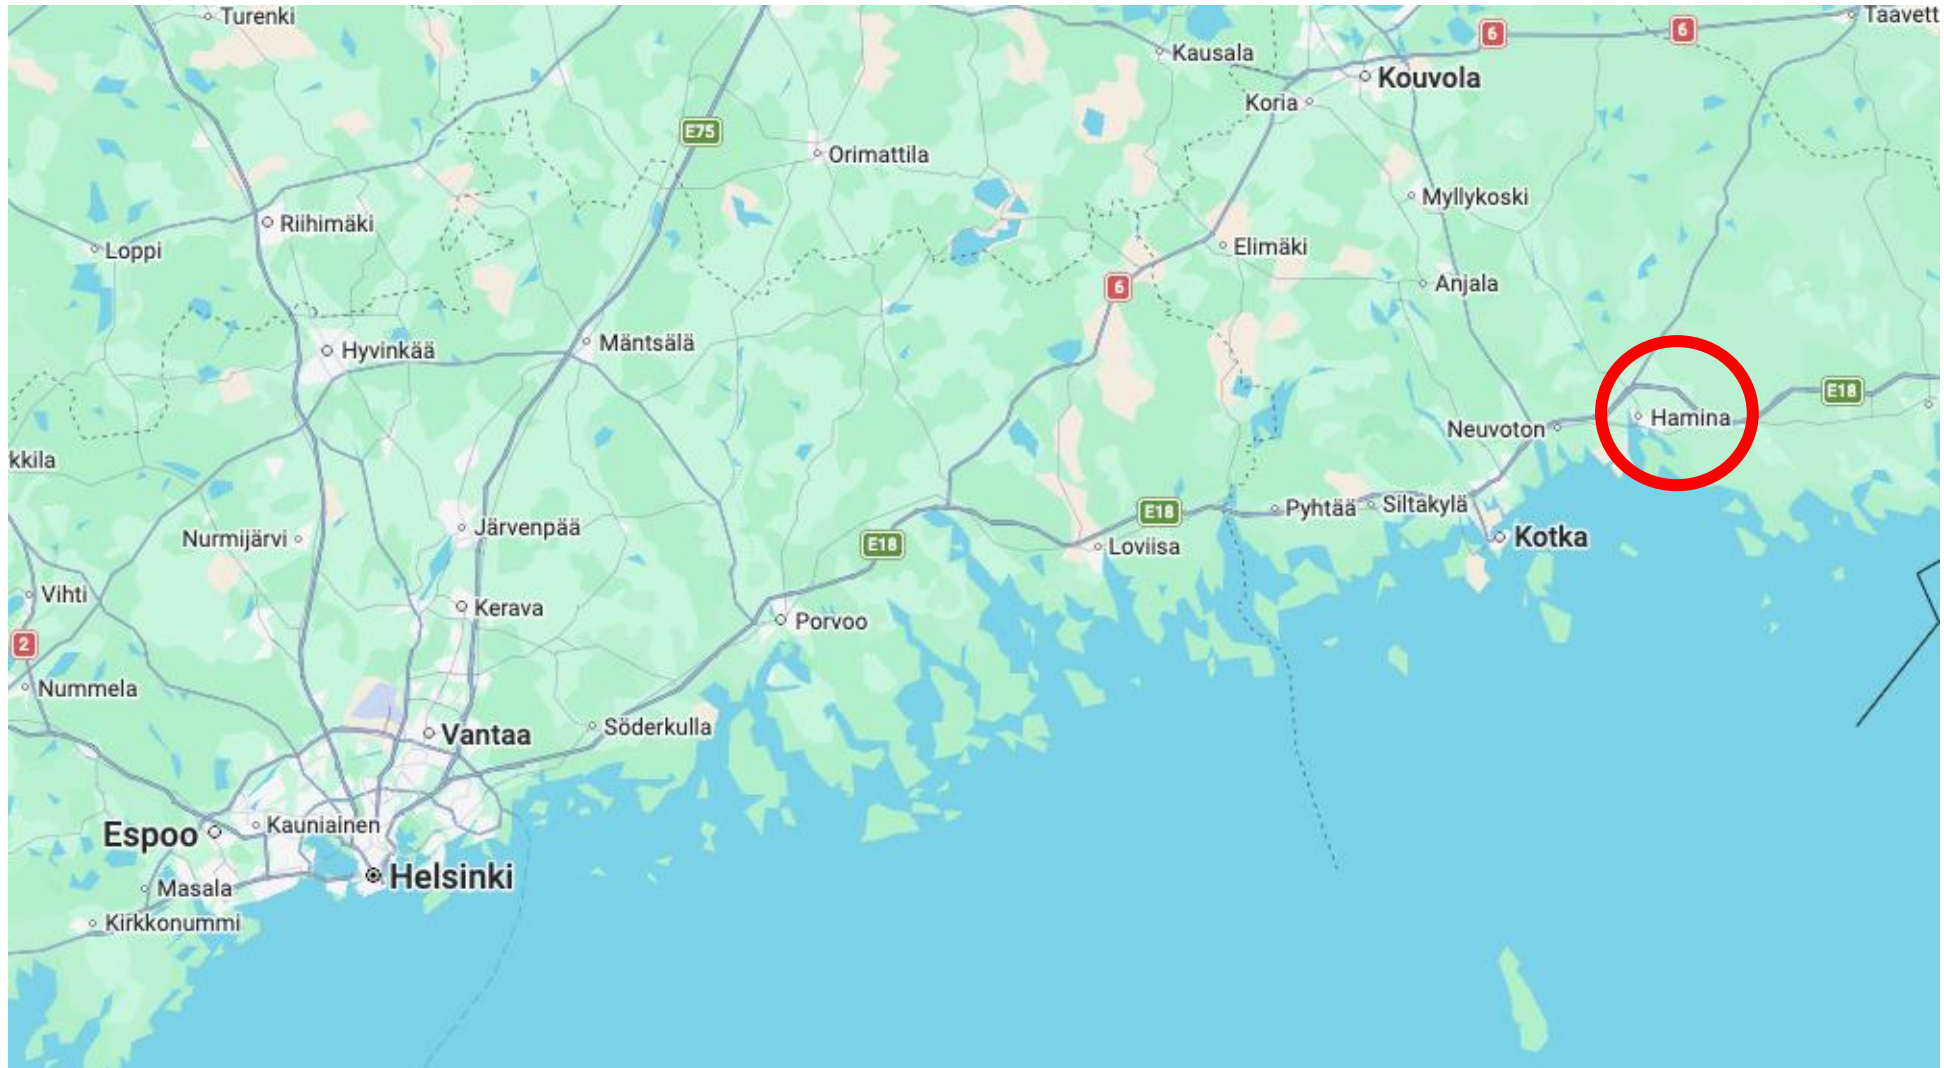 Turenki
Taavett
6
6
Kausala
Kouvola
Koria
E75
Orimattila
Myllykoski
Riihimäki
Loppi
Elimäki
6
Anjala
Mäntsälä
Hyvinkää
E18
Hamina
Neuvoton
kkila
Pyhtää
Siltakylä
E18
Järvenpää
Nurmijärvi
E18
Loviisa
Kotka
Vihti
Kerava
Porvoo
2
Nummela
Söderkulla
Vantaa
Kauniainen
Espoo
Helsinki
Masala
Kirkkonummi